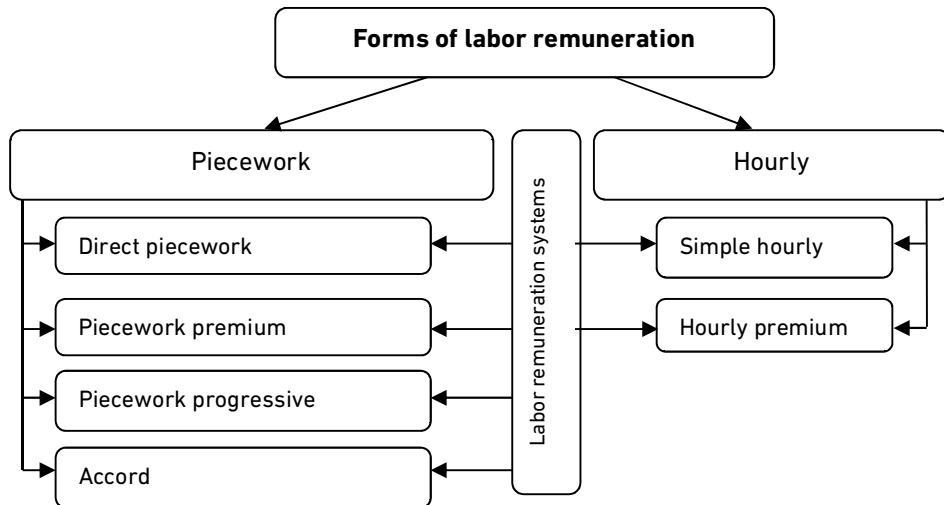 Forms of labor remuneration
Piecework
Hourly
Labor remuneration systems
Direct piecework
Simple hourly
Piecework premium
Hourly premium
Piecework progressive
Accord